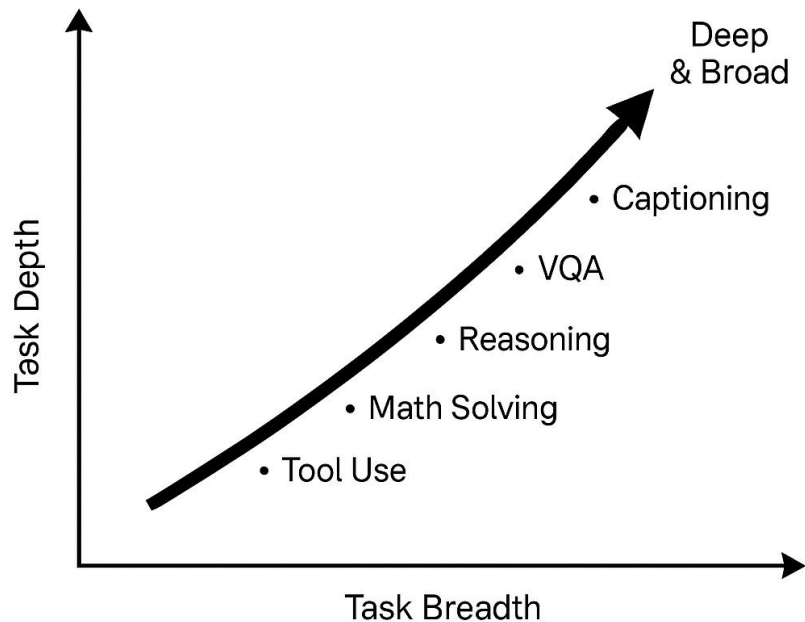 Deep
& Broad
Captioning
VQA
Reasoning
Math Solving
Tool Use
Task Depth
Task Breadth